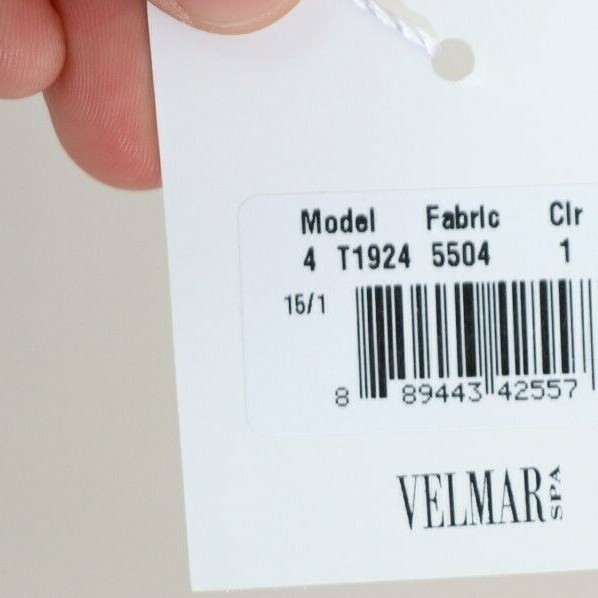 Model Fabric Clr
4 T1924 5504 1
15/1
8 89443 42557
VELMAR SPA